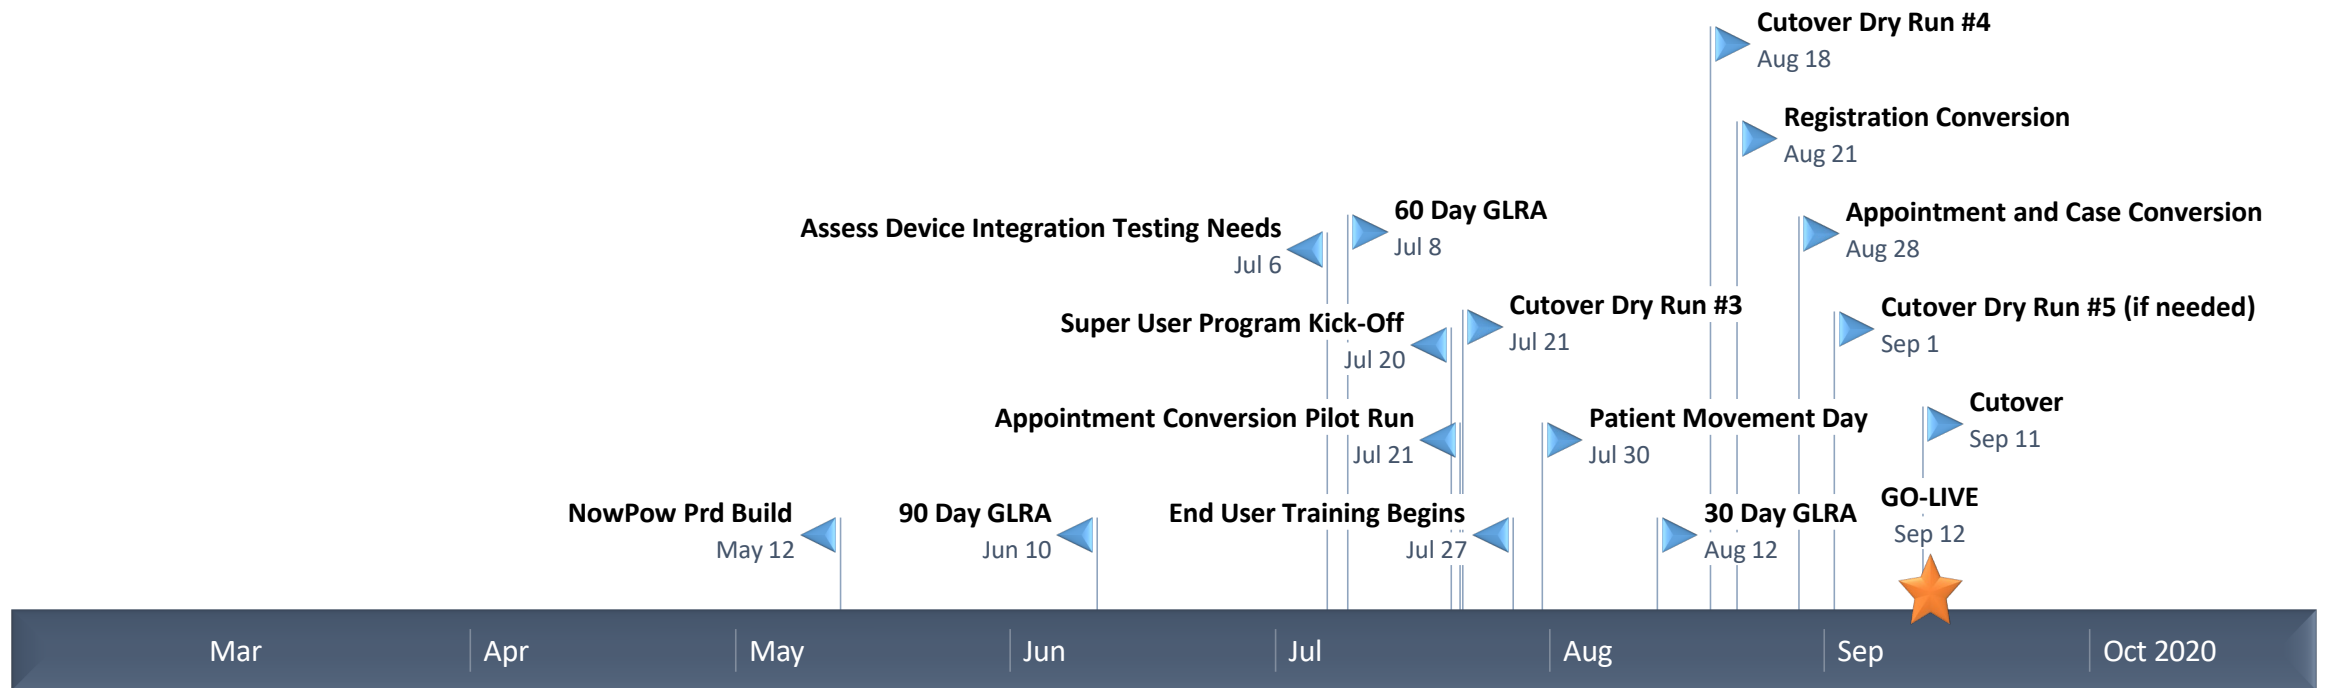 Cutover Dry Run #4
Aug 18
Registration Conversion
Aug 21
Assess Device Integration Testing Needs
Jul 6
60 Day GLRA
Jul 8
Appointment and Case Conversion
Aug 28
Super User Program Kick-Off
Jul 20
Cutover Dry Run #3
Jul 21
Cutover Dry Run #5 (if needed)
Sep 1
Appointment Conversion Pilot Run
Jul 21
Patient Movement Day
Jul 30
Cutover
Sep 11
NowPow Prd Build
May 12
90 Day GLRA
Jun 10
End User Training Begins
Jul 27
30 Day GLRA
Aug 12
GO-LIVE
Sep 12
Mar Apr May Jun Jul Aug Sep Oct 2020